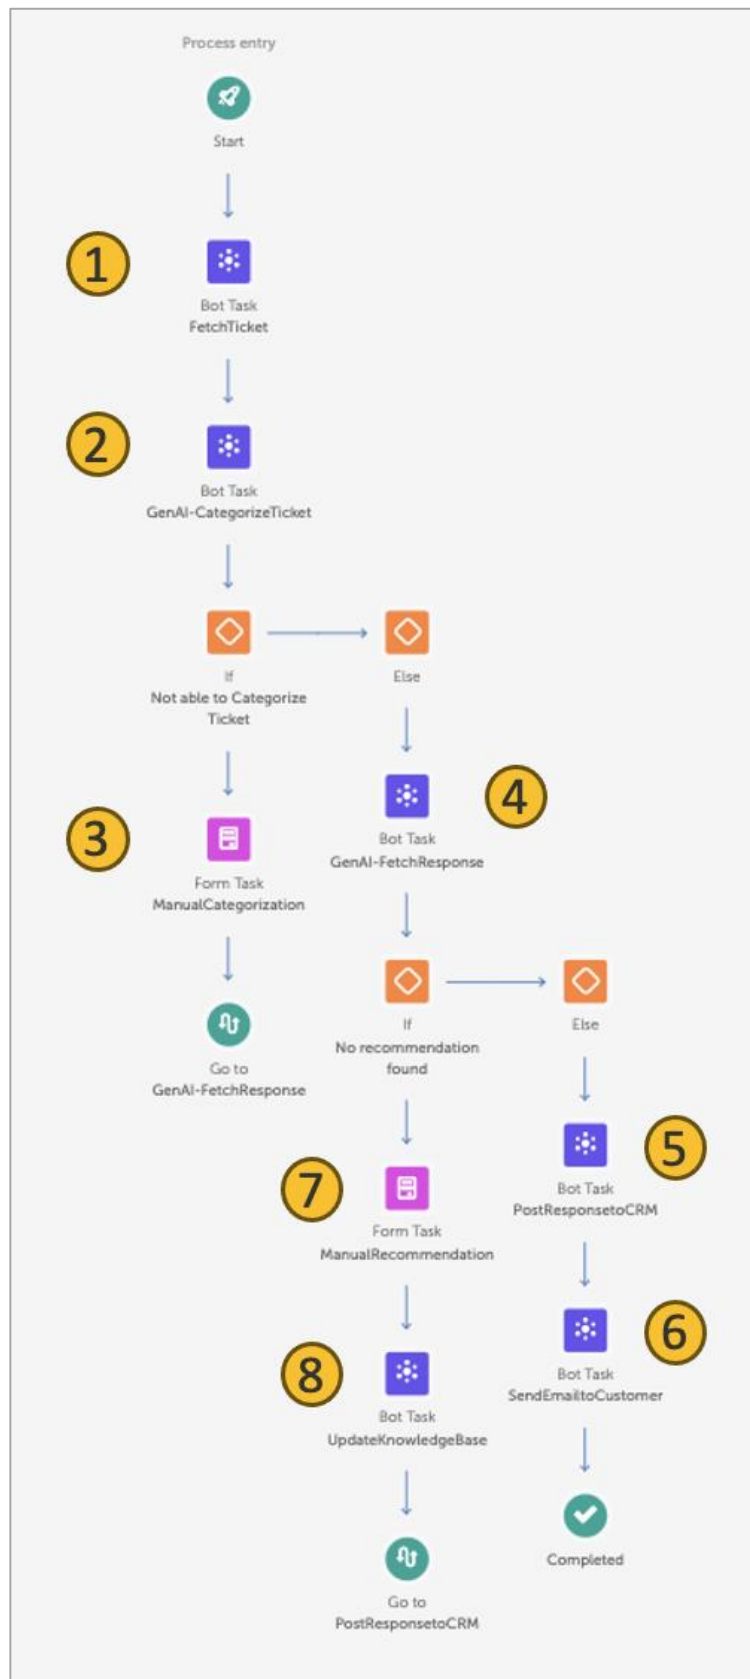 Process entry
Start
1
Bot Task
FetchTicket
2
Bot Task
GenAI-CategorizeTicket
If
Not able to Categorize
Ticket
Else
3
Form Task
ManualCategorization
4
Bot Task
GenAI-FetchResponse
Go to
GenAI-FetchResponse
If
No recommendation
found
Else
5
Bot Task
PostResponsetoCRM
7
Form Task
ManualRecommendation
6
Bot Task
SendEmailtoCustomer
8
Bot Task
UpdateKnowledgeBase
Completed
Go to
PostResponsetoCRM